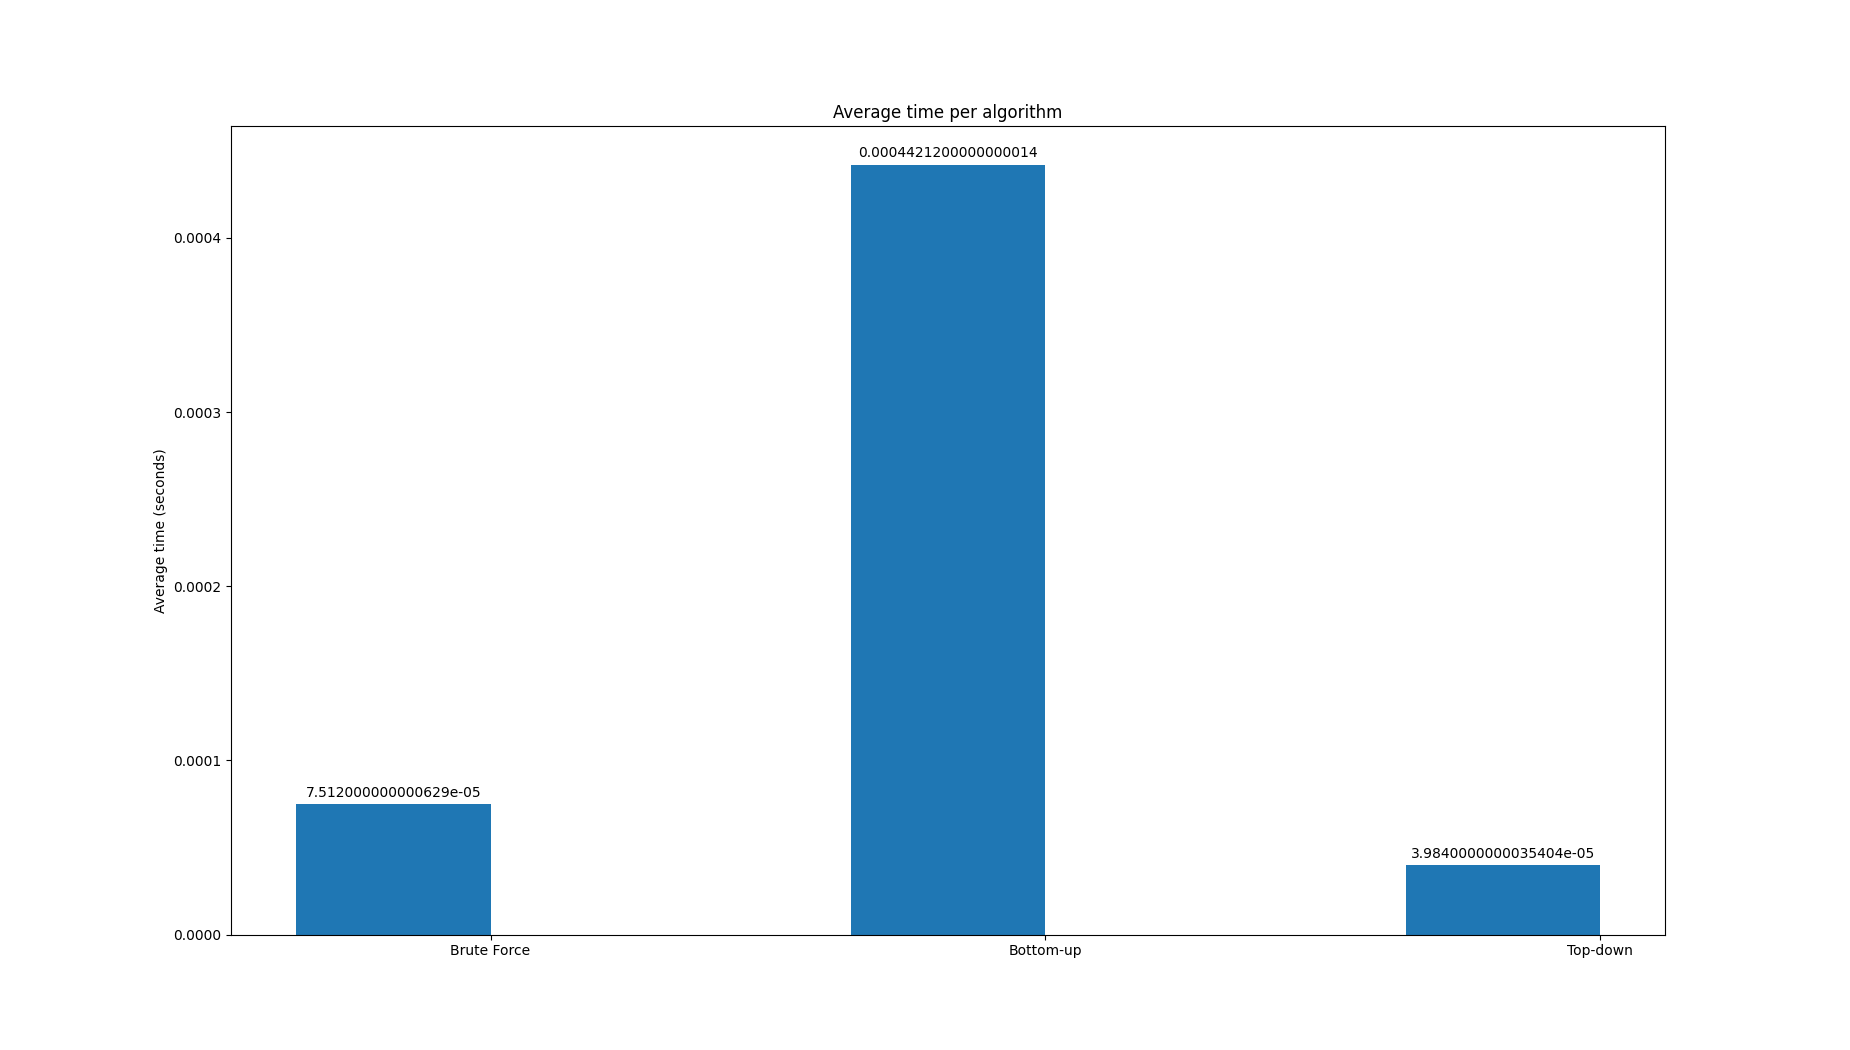 Average time per algorithm
0.0004421200000000014
0.0004
0.0003
Average time (seconds)
0.0002
0.0001
7.512000000000629e-05
3.9840000000035404e-05
0.0000
Brute Force
Bottom-up
Top-down